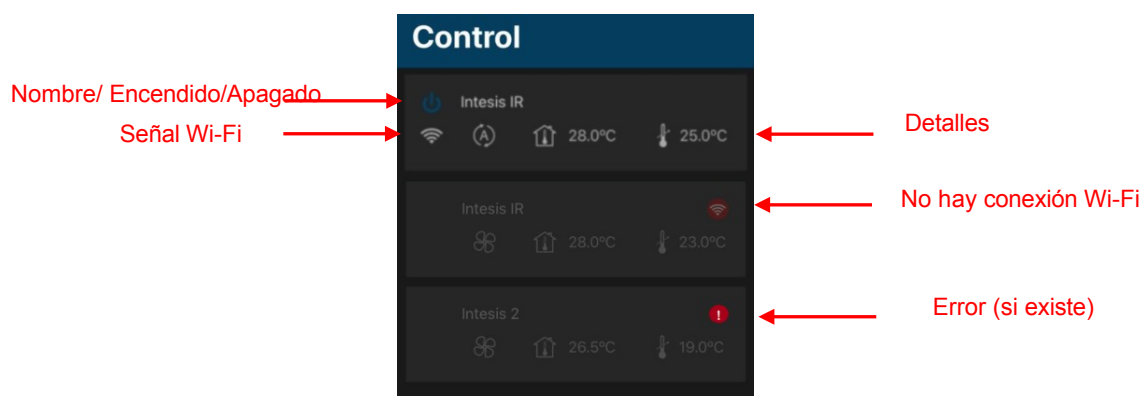 Control
Nombre/ Encendido/Apagado
Intesis IR
Señal Wi-Fi
28.0ºC
25.0ºC
Detalles
Intesis IR
No hay conexión Wi-Fi
28.0ºC
23.0ºC
Intesis 2
Error (si existe)
26.5ºC
19.0ºC